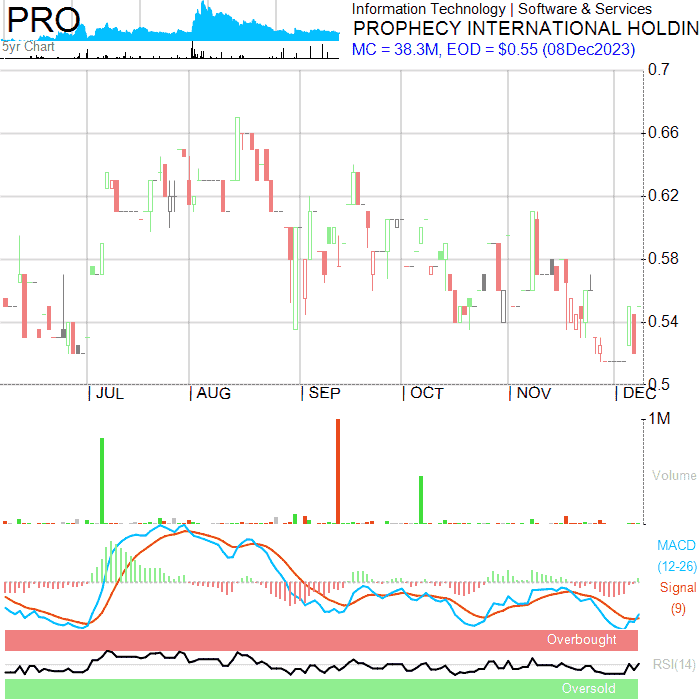 PRO
5yr Chart
Information Technology | Software & Services
PROPHECY INTERNATIONAL HOLDIN
MC = 38.3M, EOD = $0.55 (08Dec2023)
0.7
0.66
0.62
0.58
0.54
0.5
JUL AUG SEP OCT NOV DEC
1M
Volume
MACD
(12-26)
Signal
(9)
Overbought
RSI(14)
Oversold